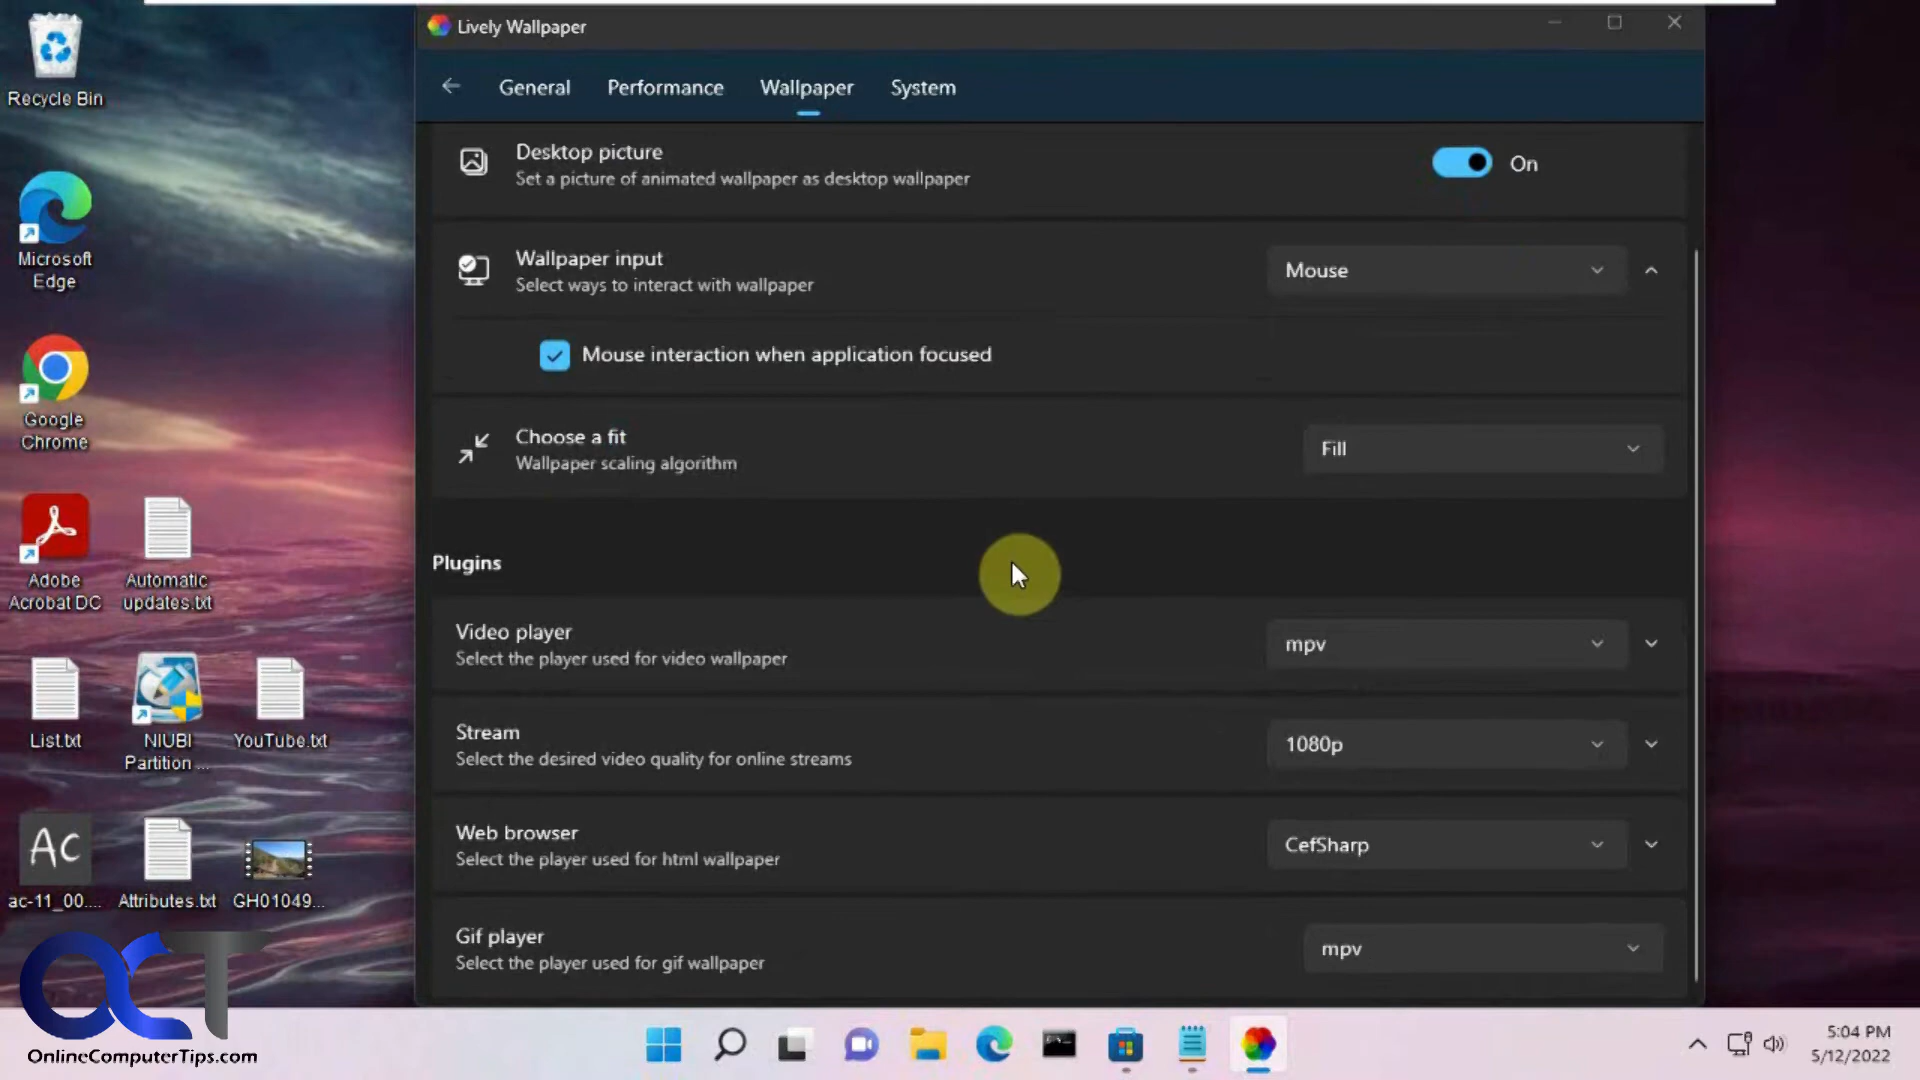 Lively Wallpaper
General Performance Wallpaper System
Desktop picture
Set a picture of animated wallpaper as desktop wallpaper
On
Wallpaper input
Select ways to interact with wallpaper
Mouse
Mouse interaction when application focused
Choose a fit
Wallpaper scaling algorithm
Fill
Plugins
Video player
Select the player used for video wallpaper
mpv
Stream
Select the desired video quality for online streams
1080p
Web browser
Select the player used for html wallpaper
CefSharp
Gif player
Select the player used for gif wallpaper
mpv
Recycle Bin
Microsoft
Edge
Google
Chrome
Adobe
Acrobat DC
Automatic
updates.txt
List.txt
NIUBI
Partition ...
YouTube.txt
Ac
ac-11_00....
Attributes.txt
GH01049...
OCT
OnlineComputerTips.com
5:04 PM
5/12/2022